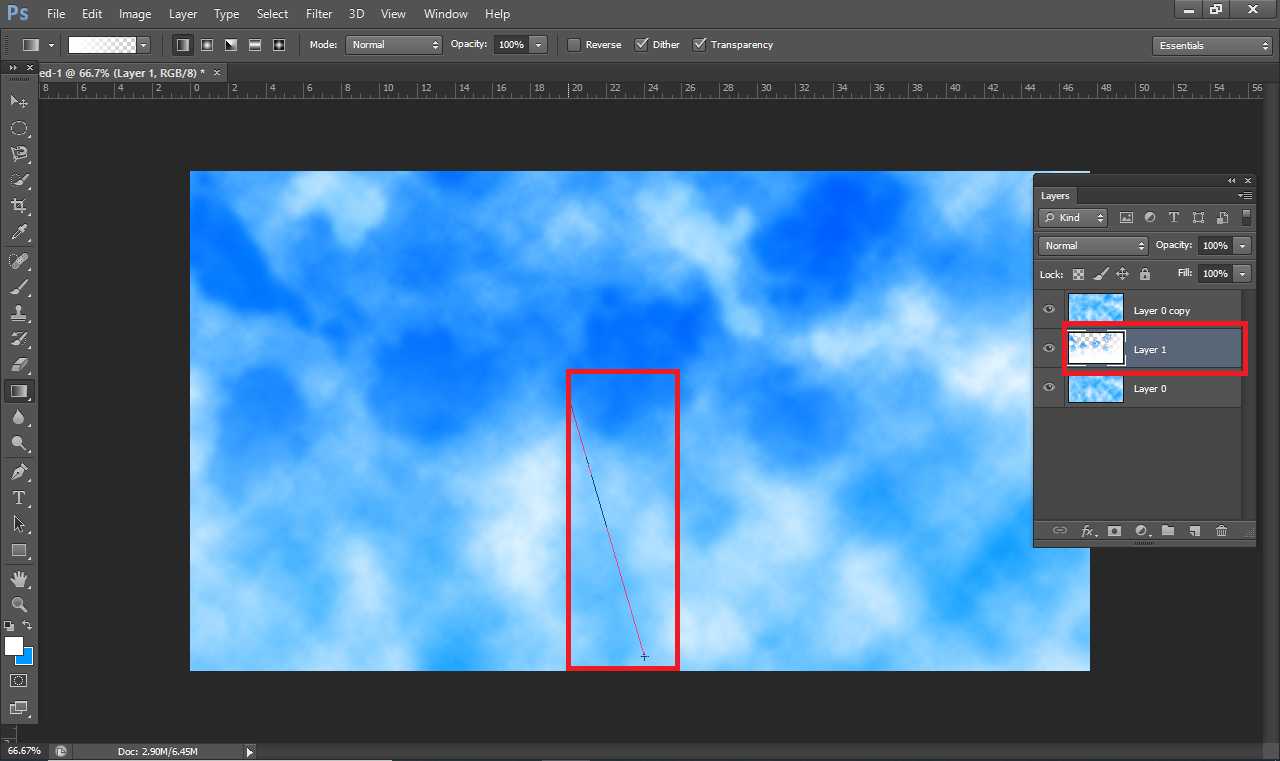 Ps File Edit Image Layer Type Select Filter 3D View Window Help
Mode: Normal Opacity: 100% Reverse Dither Transparency Essentials
ed-1 @ 66.7% (Layer 1, RGB/8) * ×
8 6 4 2 0 2 4 6 8 10 12 14 16 18 20 22 24 26 28 30 32 34 36 38 40 42 44 46 48 50 52 54 56
Layers
Kind
Normal Opacity: 100%
Lock: Fill: 100%
Layer 0 copy
Layer 1
Layer 0
fx
66.67% Doc: 2.90M/6.45M